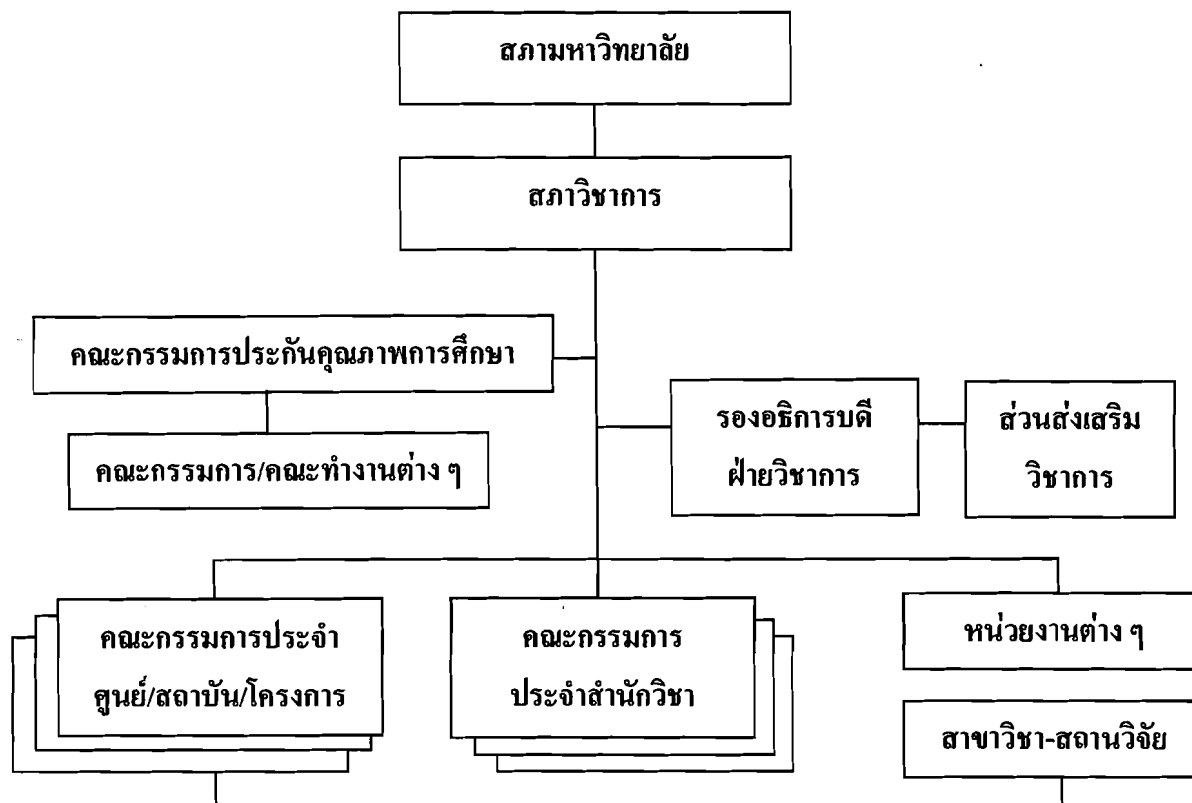 สภามหาวิทยาลัย
สภาวิชาการ
คณะกรรมการประกันคุณภาพการศึกษา
คณะกรรมการ/คณะทำงานต่าง ๆ
รองอธิการบดี
ฝ่ายวิชาการ
ส่วนส่งเสริม
วิชาการ
คณะกรรมการประจำ
ศูนย์/สถาบัน/โครงการ
คณะกรรมการ
ประจำสำนักวิชา
หน่วยงานต่าง ๆ
สาขาวิชา-สถานวิจัย